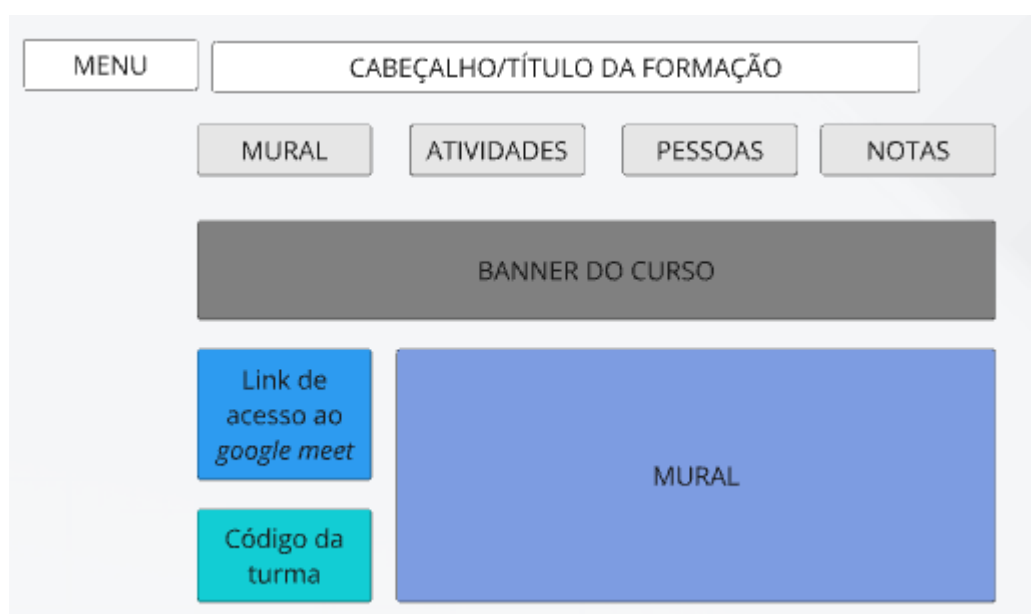 MENU
CABEÇALHO/TÍTULO DA FORMAÇÃO
MURAL
ATIVIDADES
PESSOAS
NOTAS
BANNER DO CURSO
Link de
acesso ao
google meet
MURAL
Código da
turma